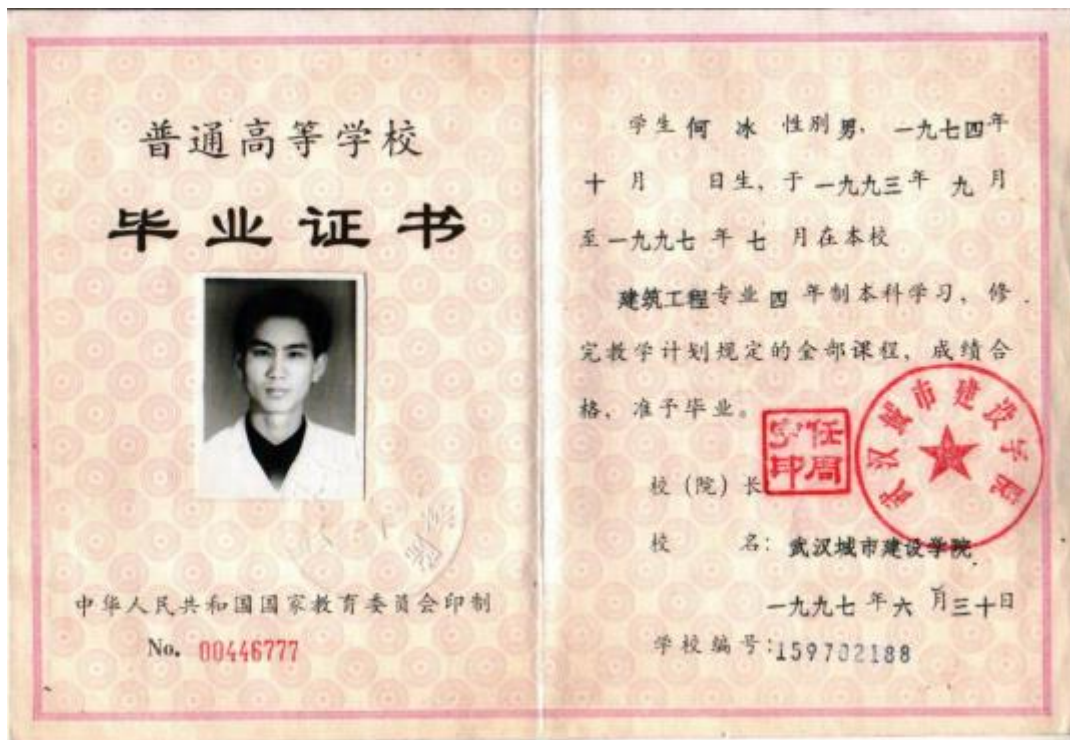 普通高等学校
毕业证书
中华人民共和国国家教育委员会印制
No. 00446777
学生 何 冰 性别 男，一九七四年
十 月 日生，于一九九三年 九 月
至一九九七 年 七 月在本校
建筑工程专业 四 年制本科学习，修
完教学计划规定的全部课程，成绩合
格，准予毕业。
校（院）长
校 名：武汉城市建设学院
一九九七 年 六 月三十日
学校编号：159702188
武汉城市建设学院